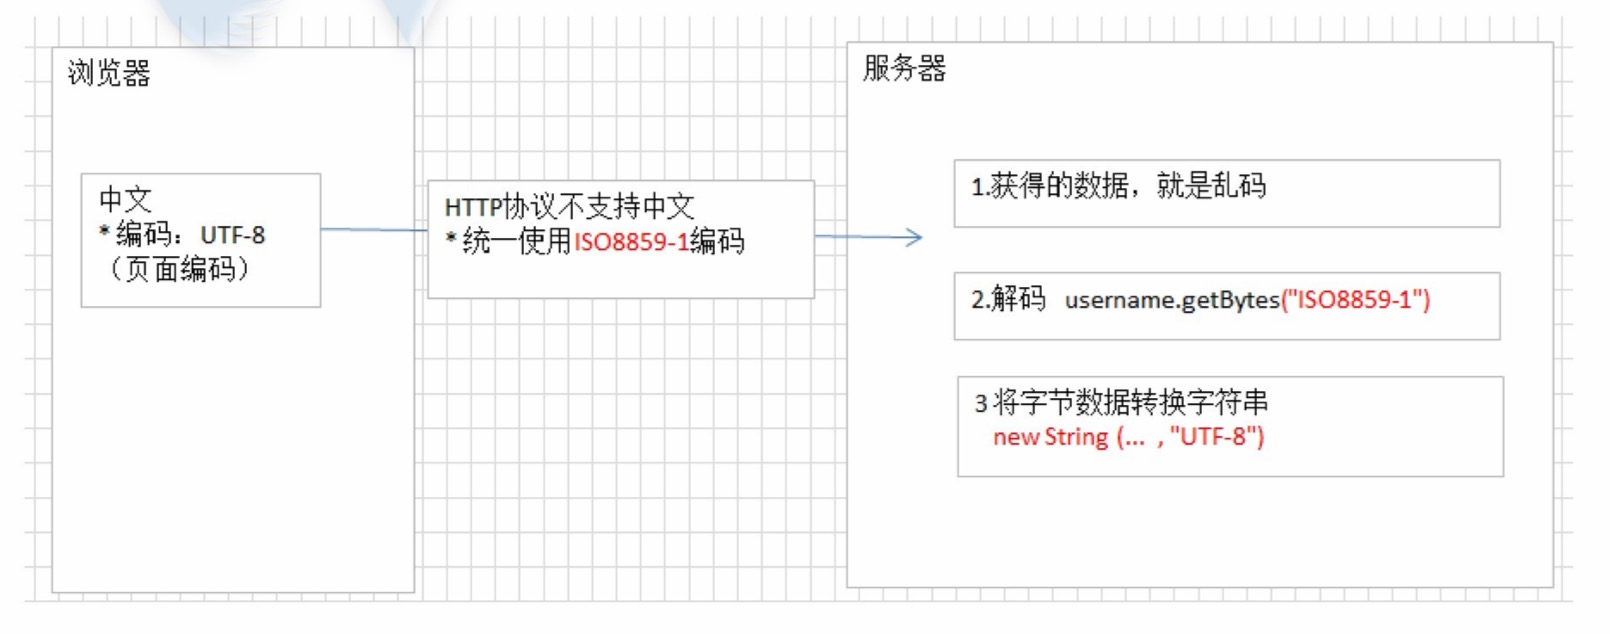 浏览器
中文
*编码：UTF-8
（页面编码）
HTTP协议不支持中文
*统一使用ISO8859-1编码
服务器
1.获得的数据，就是乱码
2.解码 username.getBytes("ISO8859-1")
3 将字节数据转换字符串
new String (... , "UTF-8")